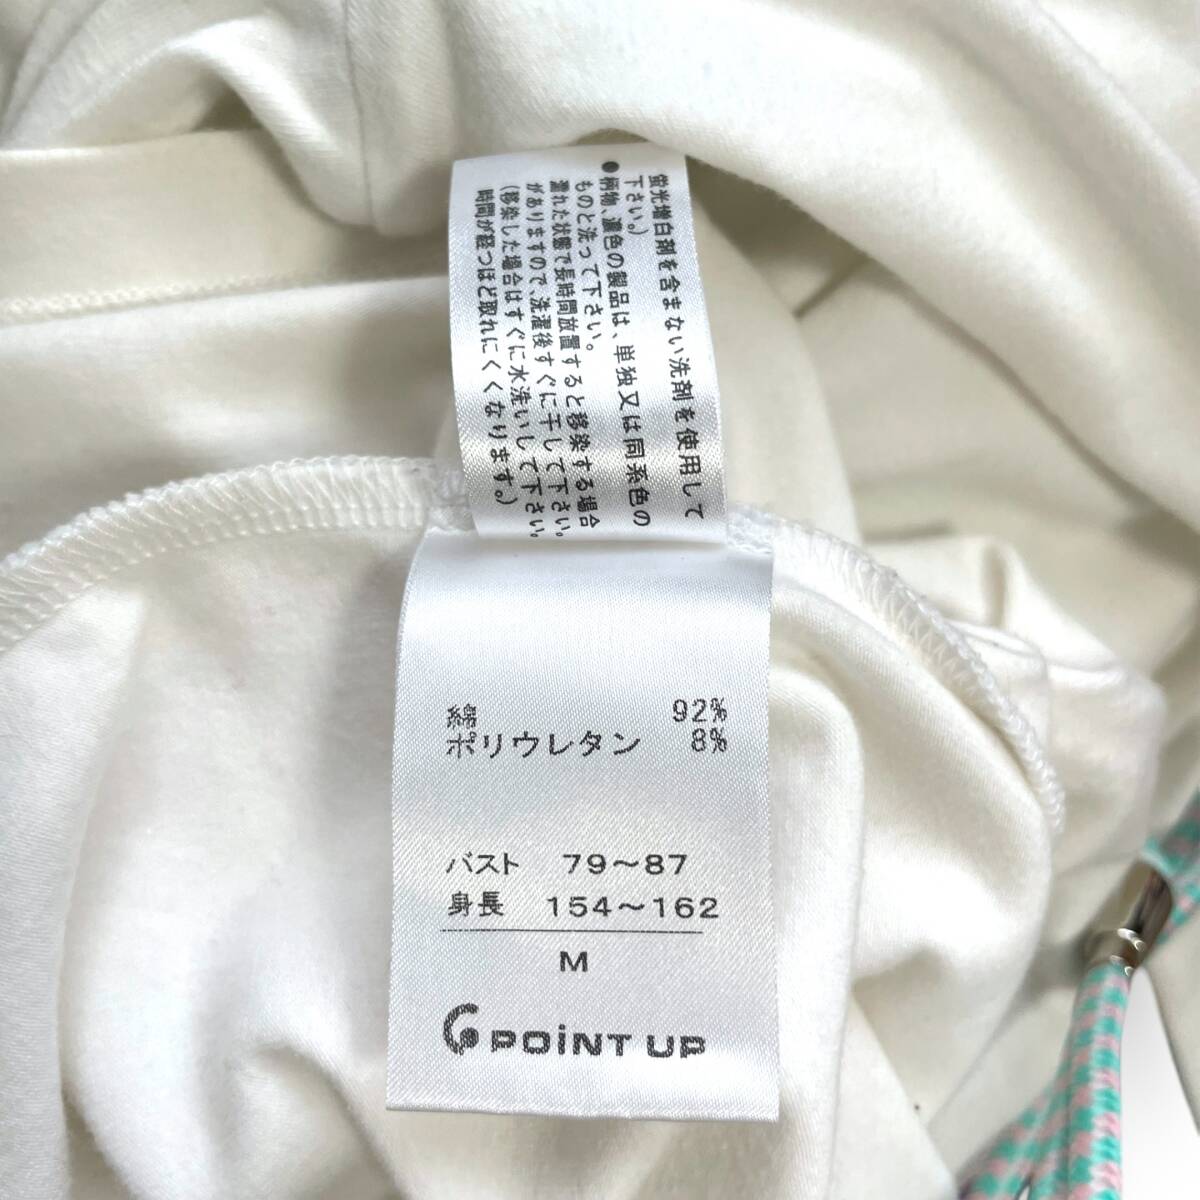 蛍光増白剤を含まない洗剤を使用して
下さい。)
●柄物、濃色の製品は、単独又は同系色の
ものと洗って下さい。
濡れた状態で長時間放置すると移染する場合
がありますので、洗濯後すぐに干して下さい。
(移染した場合はすぐに水洗いして下さい。
時間が経つほど取れにくくなります。)
綿 92%
ポリウレタン 8%
バスト 79～87
身長 154～162
M
POiNT UP